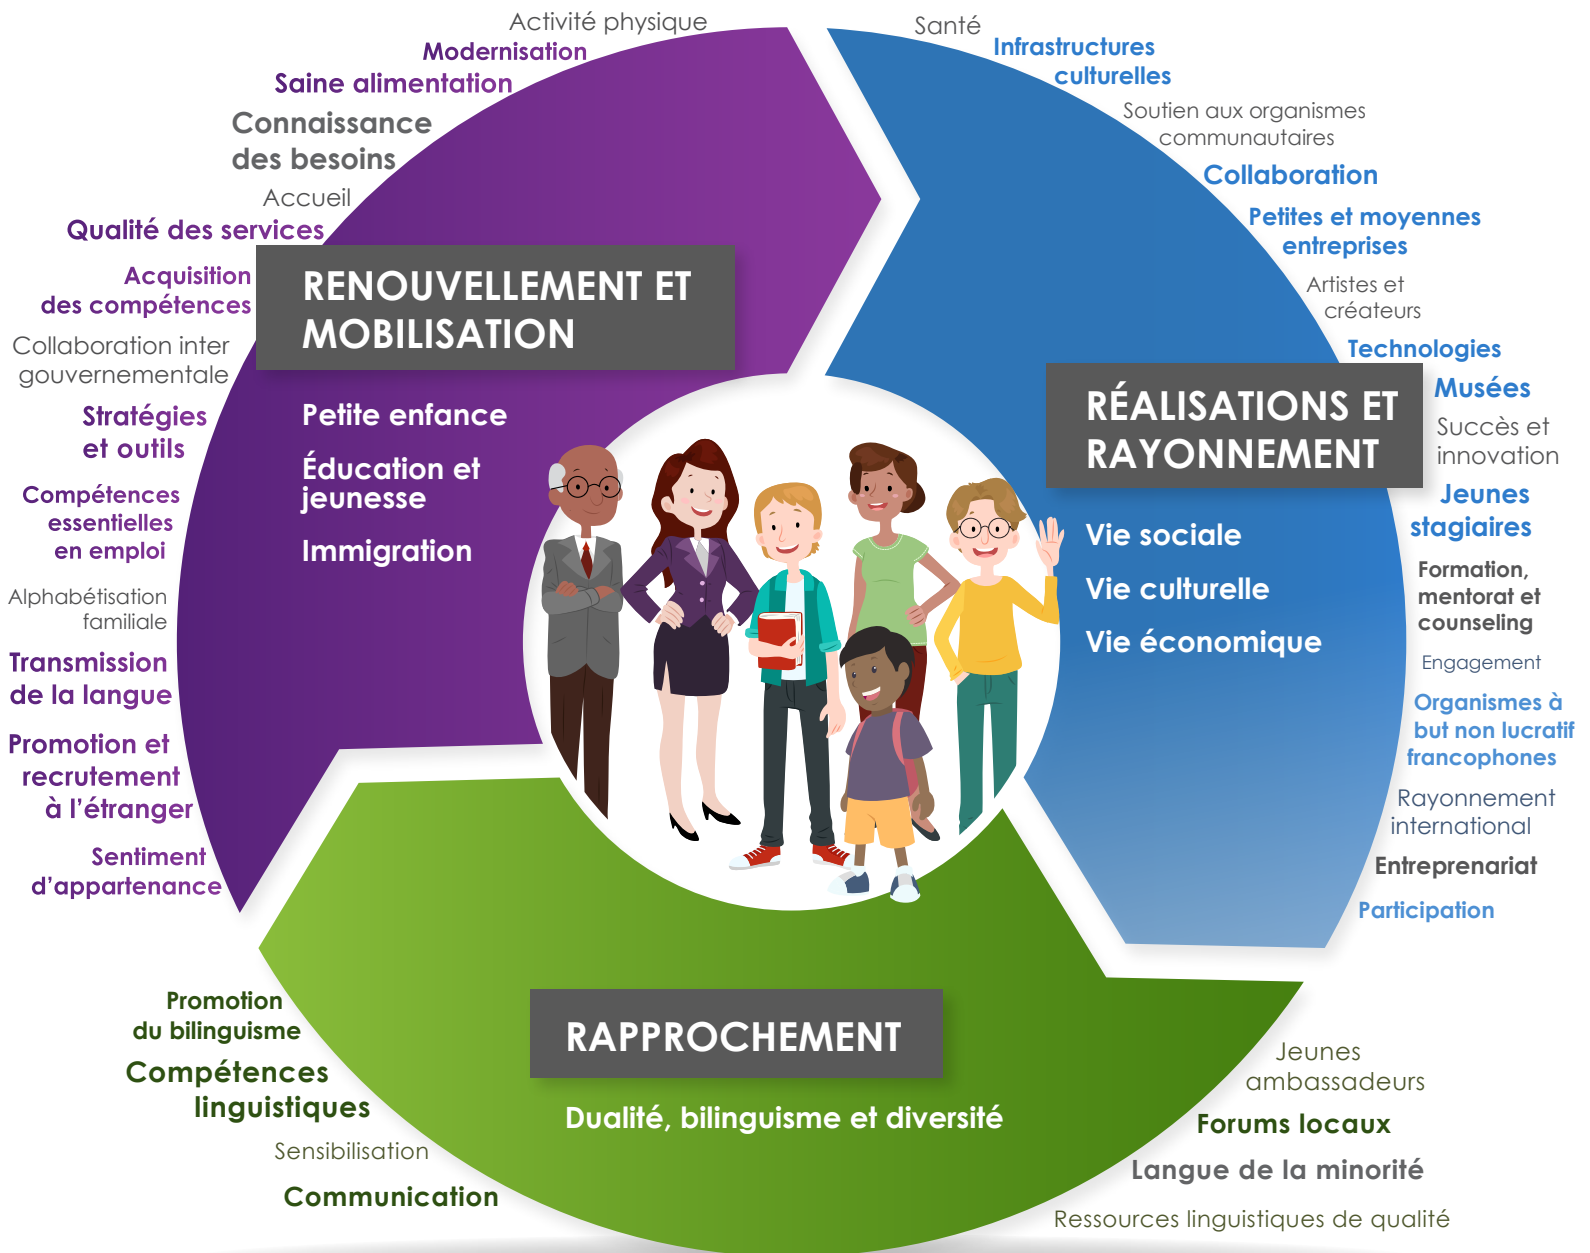 Activité physique
Modernisation
Saine alimentation
Connaissance
des besoins
Accueil
Qualité des services
Acquisition
des compétences
Collaboration inter
gouvernementale
Stratégies
et outils
Compétences
essentielles
en emploi
Alphabétisation
familiale
Transmission
de la langue
Promotion et
recrutement
à l'étranger
Sentiment
d'appartenance
RENOUVELLEMENT ET
MOBILISATION
Petite enfance
Éducation et
jeunesse
Immigration
Santé
Infrastructures
culturelles
Soutien aux organismes
communautaires
Collaboration
Petites et moyennes
entreprises
Artistes et
créateurs
Technologies
Musées
Succès et
innovation
Jeunes
stagiaires
Formation,
mentorat et
counseling
Engagement
Organismes à
but non lucratif
francophones
Rayonnement
international
Entreprenariat
Participation
RÉALISATIONS ET
RAYONNEMENT
Vie sociale
Vie culturelle
Vie économique
Promotion
du bilinguisme
Compétences
linguistiques
Sensibilisation
Communication
RAPPROCHEMENT
Dualité, bilinguisme et diversité
Jeunes
ambassadeurs
Forums locaux
Langue de la minorité
Ressources linguistiques de qualité